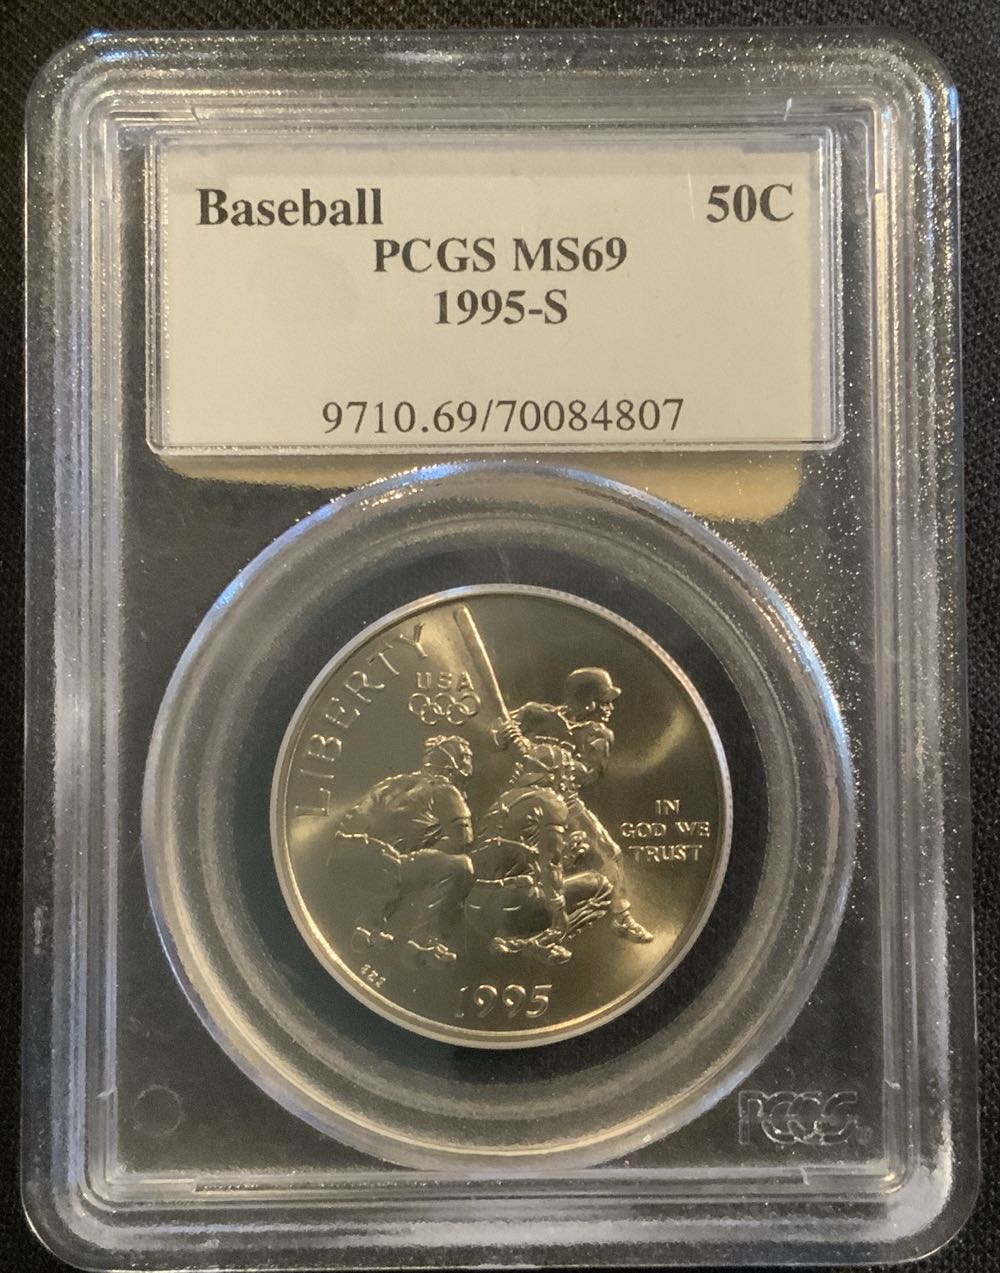 Baseball 50C
PCGS MS69
1995-S
9710.69/70084807
LIBERTY
USA
IN
GOD WE
TRUST
1995
PCGS